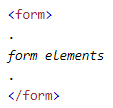 <form>
.
form elements
.
</form>